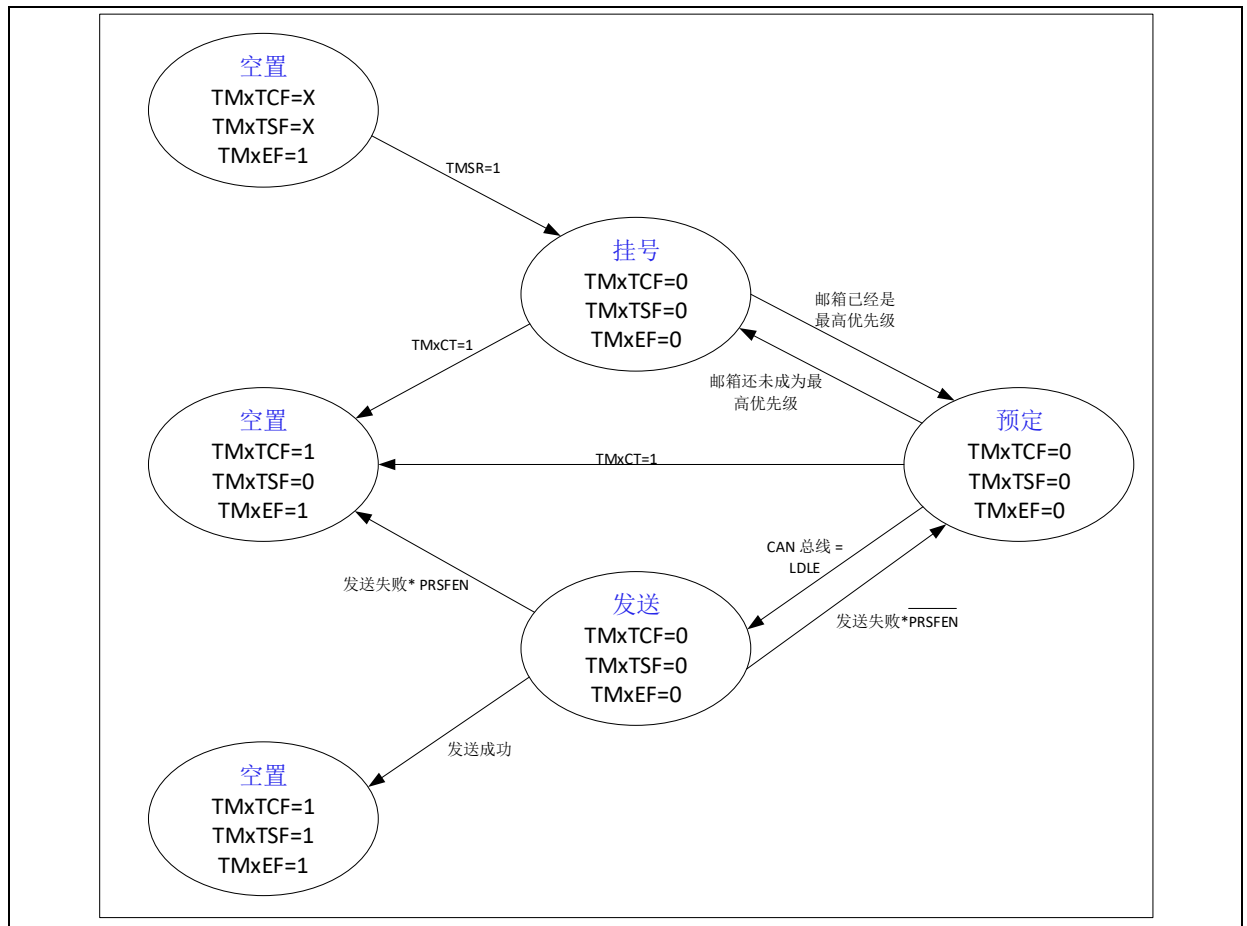 空置
TMxTCF=X
TMxTSF=X
TMxEF=1
TMSR=1
挂号
TMxTCF=0
TMxTSF=0
TMxEF=0
邮箱已经是
最高优先级
TMxCT=1
邮箱还未成为最
高优先级
空置
TMxTCF=1
TMxTSF=0
TMxEF=1
TMxCT=1
预定
TMxTCF=0
TMxTSF=0
TMxEF=0
CAN 总线 =
LDLE
发送失败* PRSFEN
发送
TMxTCF=0
TMxTSF=0
TMxEF=0
发送失败*P̅R̅S̅F̅E̅N̅
发送成功
空置
TMxTCF=1
TMxTSF=1
TMxEF=1